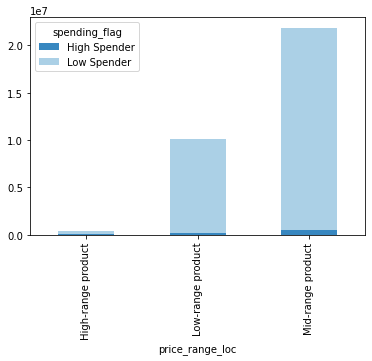 1e7
spending_flag
High Spender
Low Spender
2.0
1.5
1.0
0.5
0.0
High-range product
Low-range product
Mid-range product
price_range_loc